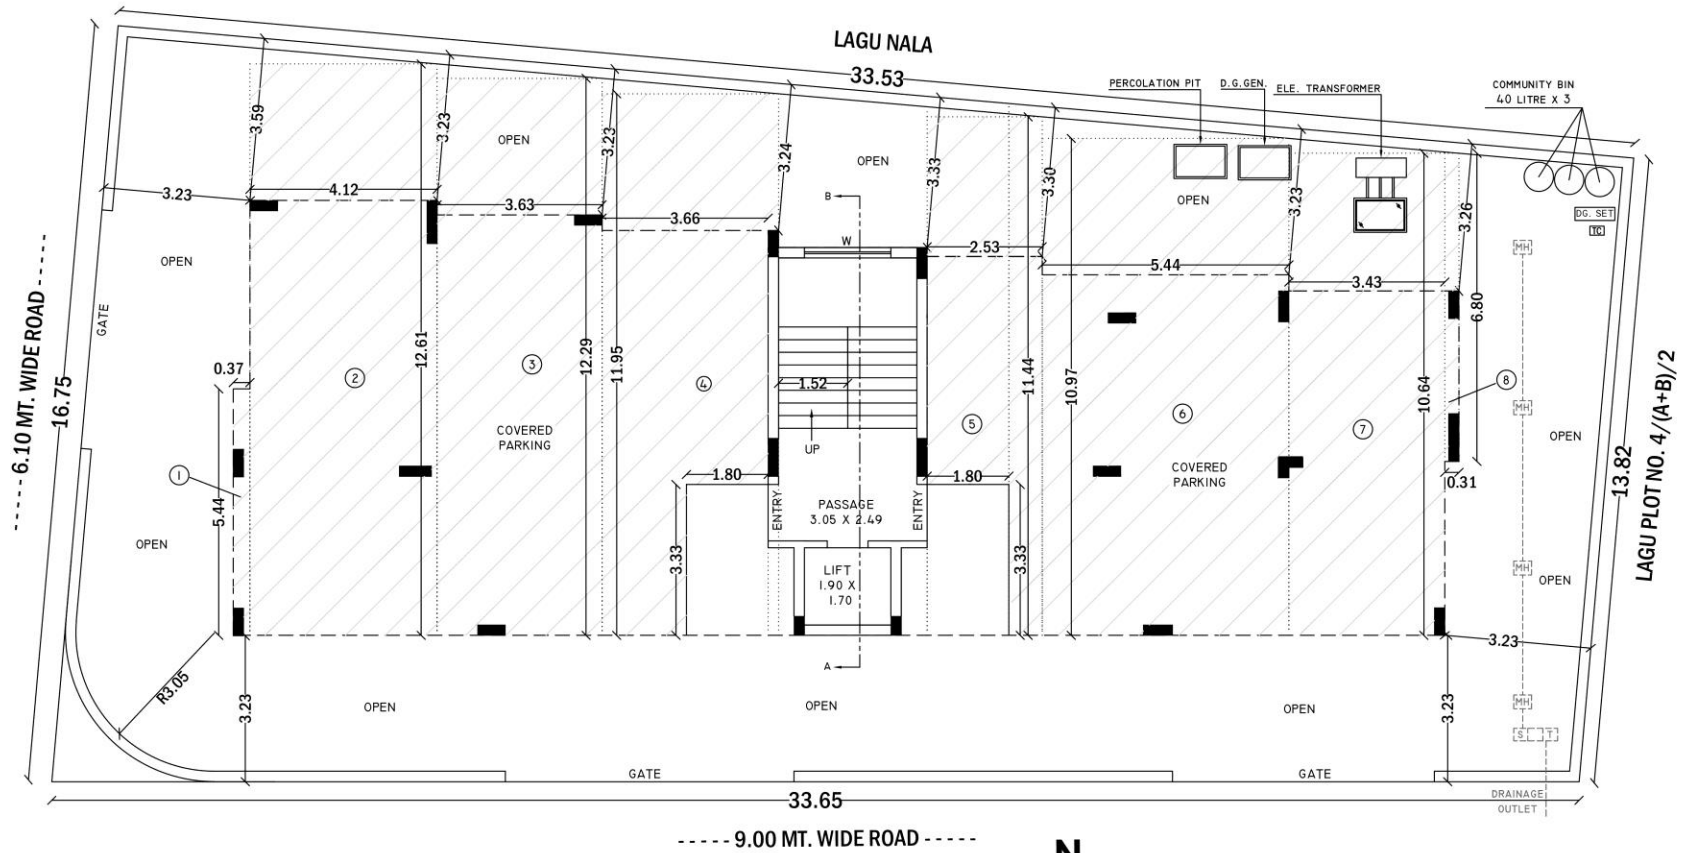 LAGU NALA
33.53
PERCOLATION PIT
D.G.GEN.
ELE. TRANSFORMER
COMMUNITY BIN
40 LITRE X 3
3.59
3.23
OPEN
3.23
3.24
OPEN
3.33
3.30
OPEN
3.23
3.26
DG. SET
TC
3.23
4.12
3.63
3.66
B
W
2.53
5.44
3.43
MH
OPEN
GATE
6.10 MT. WIDE ROAD
16.75
0.37
2
12.61
3
12.29
11.95
4
1.52
UP
5
11.44
10.97
6
7
10.64
6.80
8
MH
OPEN
13.82
LAGU PLOT NO. 4/(A+B)/2
COVERED
PARKING
COVERED
PARKING
1
5.44
1.80
1.80
0.31
ENTRY
PASSAGE
3.05 X 2.49
ENTRY
OPEN
3.33
LIFT
1.90 X
1.70
3.33
MH
OPEN
3.23
A
R3.05
3.23
OPEN
OPEN
OPEN
3.23
MH
S
T
GATE
GATE
33.65
DRAINAGE
OUTLET
9.00 MT. WIDE ROAD
N